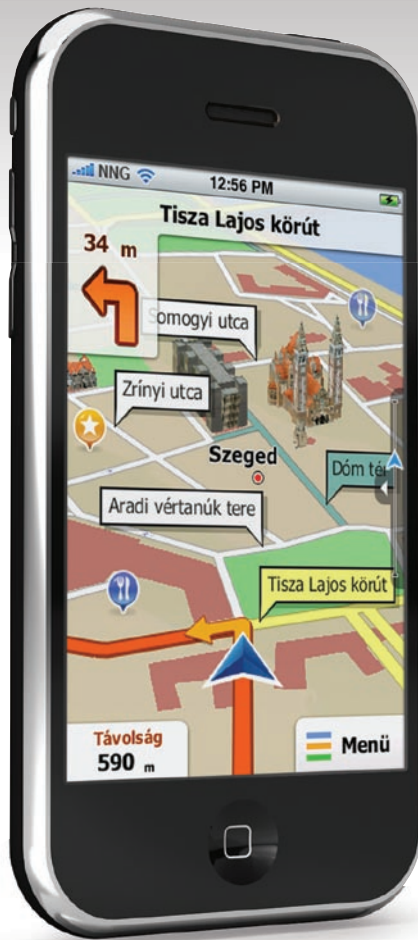 NNG
12:56 PM
Tisza Lajos körút
34 m
Somogyi utca
Zrínyi utca
Szeged
Dóm tér
Aradi vértanúk tere
Tisza Lajos körút
Távolság
590 m
Menü